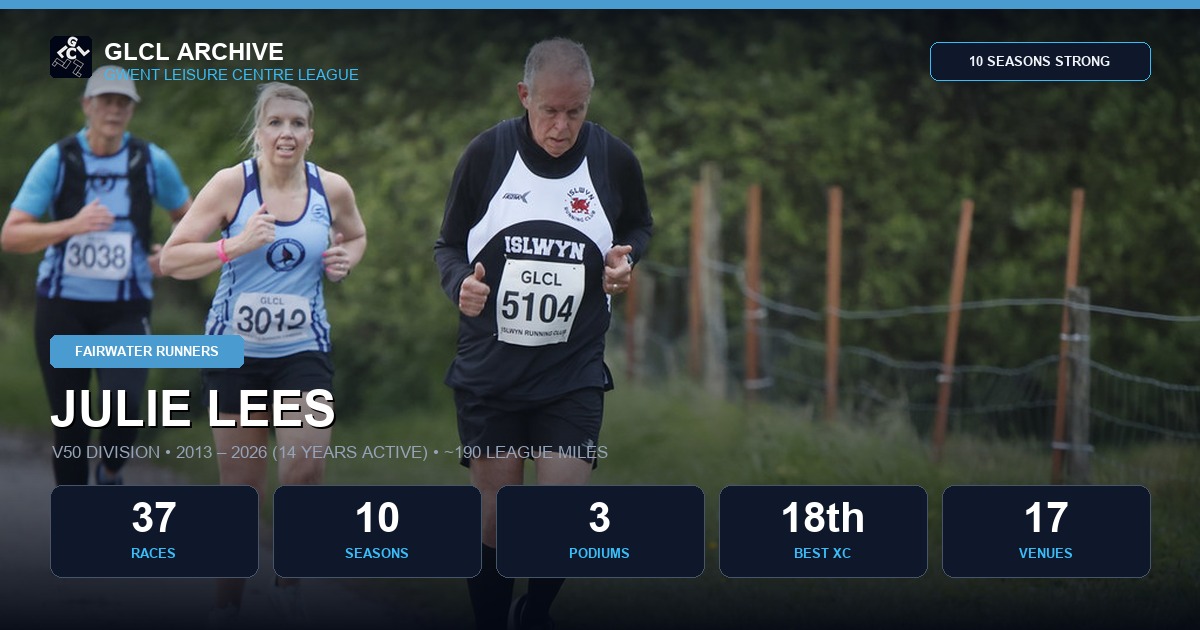 GLCL ARCHIVE
GWENT LEISURE CENTRE LEAGUE
10 SEASONS STRONG
3038
GLCL
3012
ISLWYN
RUNNING CLUB
ISLWYN
GLCL
5104
ISLWYN RUNNING CLUB
FAIRWATER RUNNERS
JULIE LEES
V50 DIVISION • 2013 – 2026 (14 YEARS ACTIVE) • ~190 LEAGUE MILES
37
RACES
10
SEASONS
3
PODIUMS
18th
BEST XC
17
VENUES